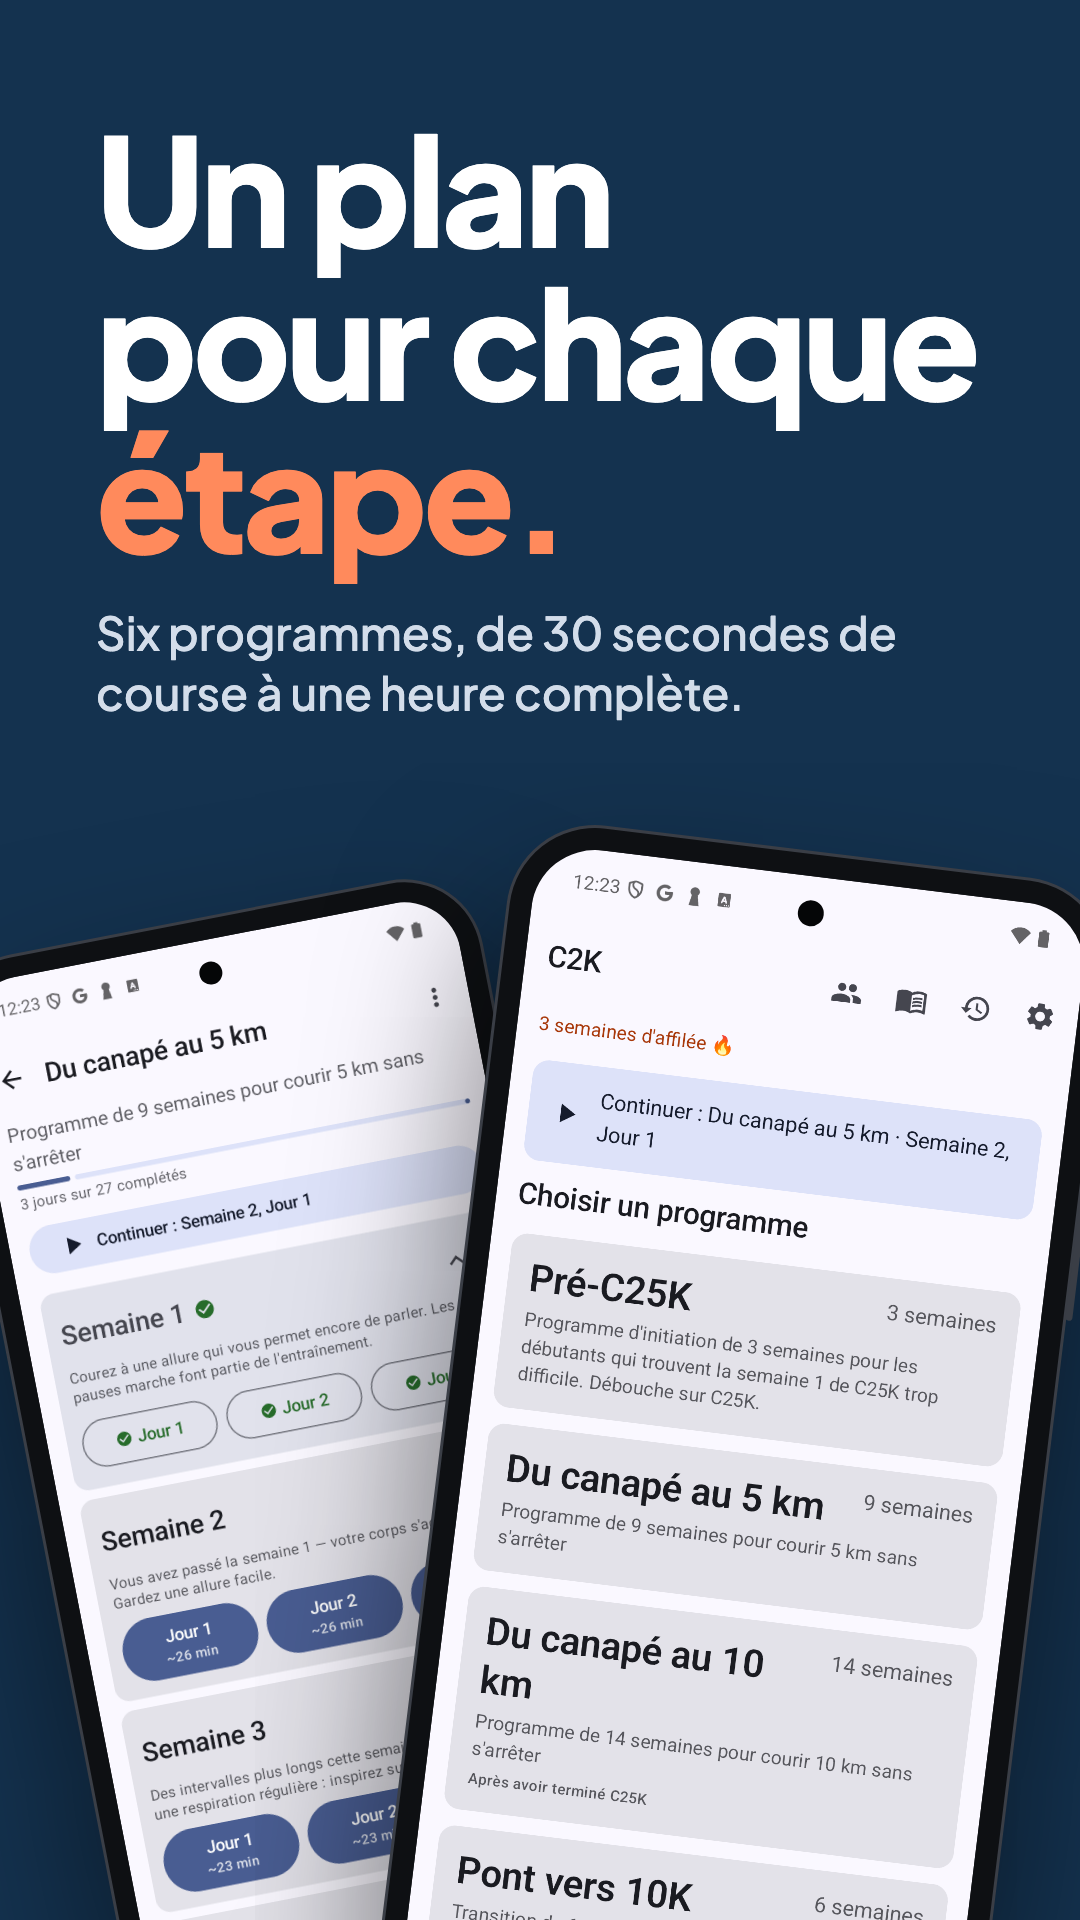 Un plan
pour chaque
étape.
Six programmes, de 30 secondes de
course à une heure complète.
12:23
Du canapé au 5 km
Programme de 9 semaines pour courir 5 km sans
s'arrêter
3 jours sur 27 complétés
Continuer : Semaine 2, Jour 1
Semaine 1
Courez à une allure qui vous permet encore de parler. Les
pauses marche font partie de l'entraînement.
Jour 1
Jour 2
Semaine 2
Vous avez passé la semaine 1 — votre corps
Gardez une allure facile.
Jour 1
~26 min
Jour 2
~26 min
Semaine 3
Des intervalles plus longs cette
une respiration régulière : inspirez
Jour 1
~23 min
Jour 2
~23
12:23
C2K
3 semaines d'affilée 🔥
Continuer : Du canapé au 5 km · Semaine 2,
Jour 1
Choisir un programme
Pré-C25K
3 semaines
Programme d'initiation de 3 semaines pour les
débutants qui trouvent la semaine 1 de C25K trop
difficile. Débouche sur C25K.
Du canapé au 5 km
9 semaines
Programme de 9 semaines pour courir 5 km sans
s'arrêter
Du canapé au 10
km
14 semaines
Programme de 14 semaines pour courir 10 km sans
s'arrêter
Après avoir terminé C25K
Pont vers 10K
6 semaines
Transition